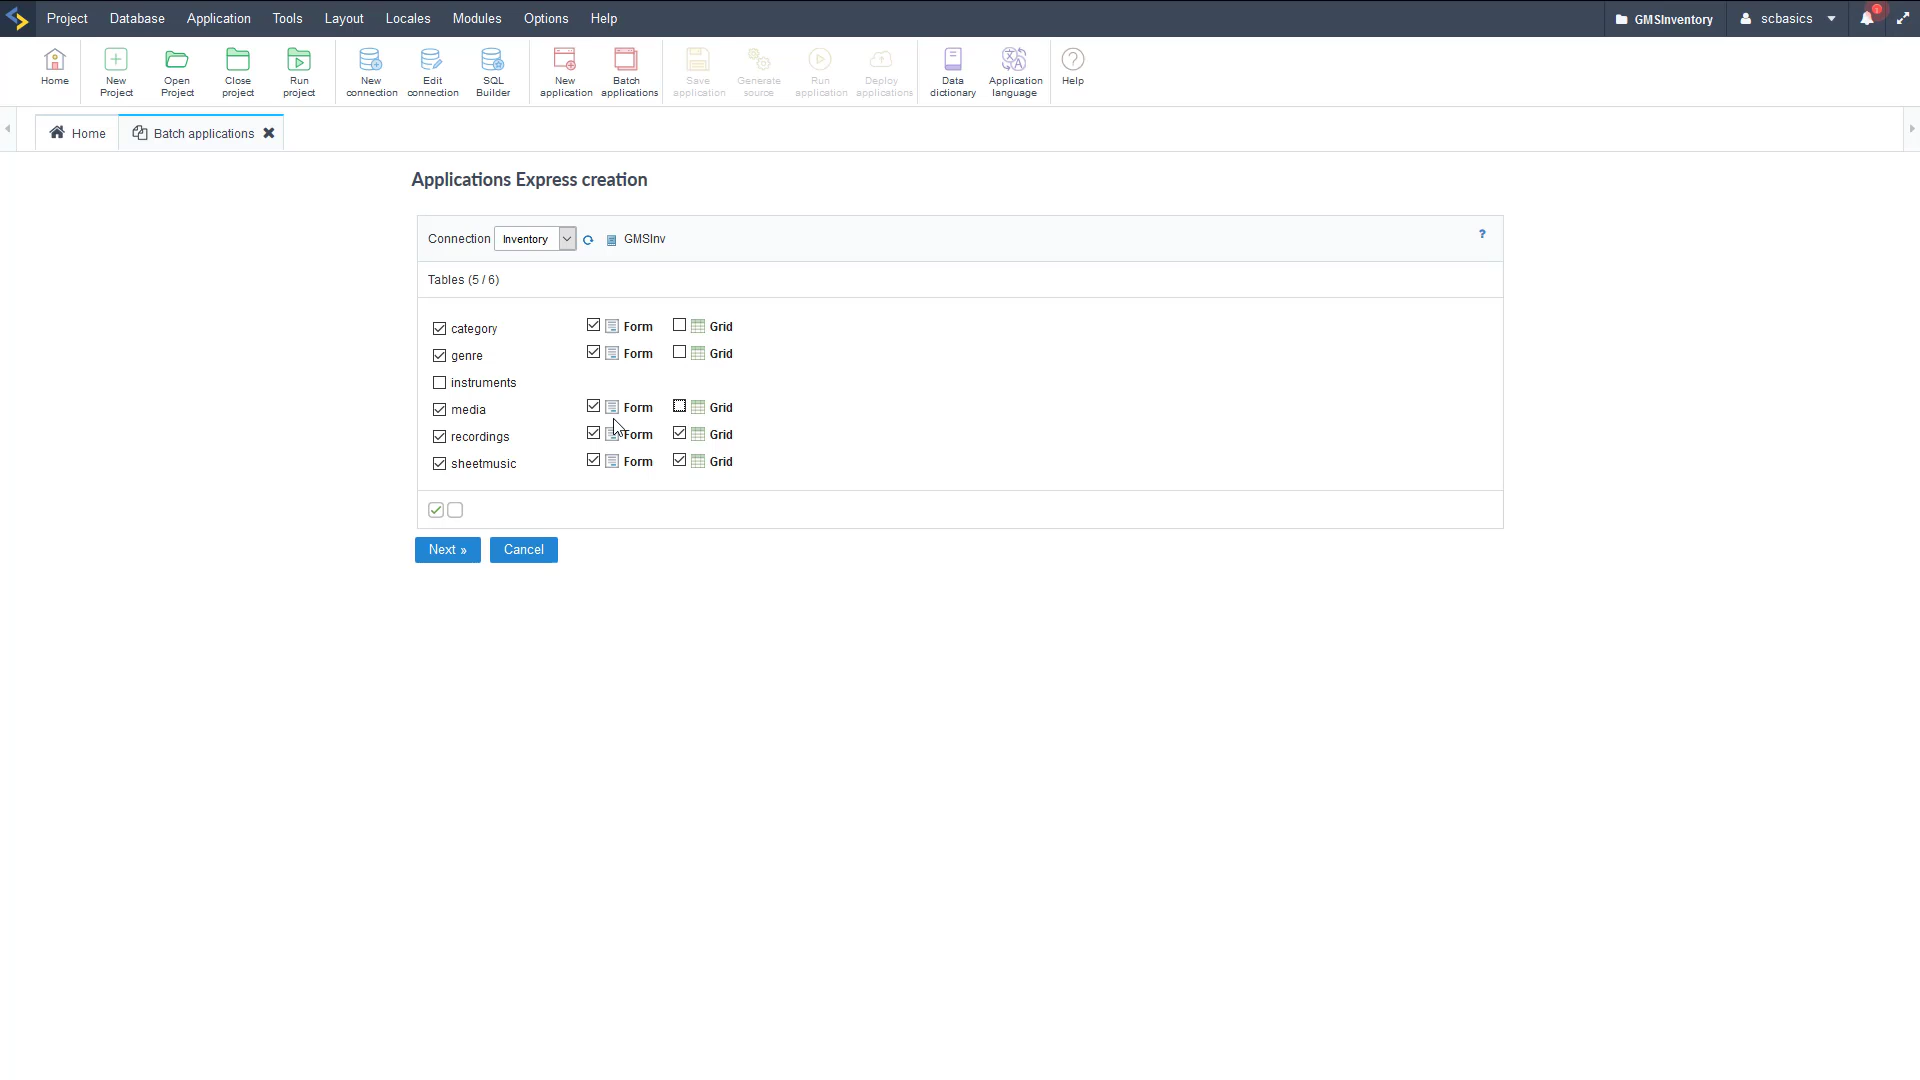 Project Database Application Tools Layout Locales Modules Options Help GMSInventory scbasics
Home New Project Open Project Close project Run project New connection Edit connection SQL Builder New application Batch applications Save application Generate source Run application Deploy applications Data dictionary Application language Help
Home Batch applications
Applications Express creation
Connection Inventory GMSInv ?
Tables (5 / 6)
category Form Grid
genre Form Grid
instruments
media Form Grid
recordings Form Grid
sheetmusic Form Grid
Next » Cancel